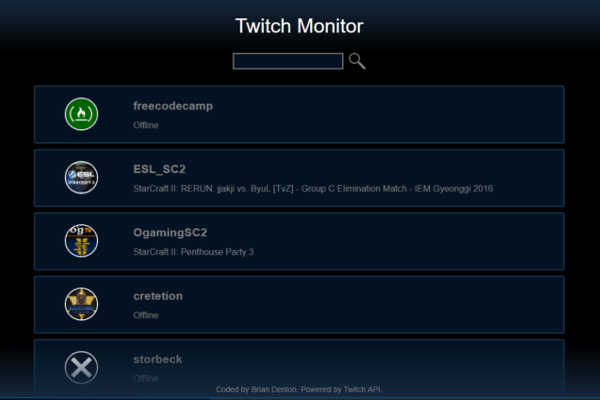 Twitch Monitor
freecodecamp
Offline
ESL
ESL_SC2
StarCraft II: RERUN: jjakji vs. ByuL [TvZ] - Group C Elimination Match - IEM Gyeonggi 2016
OgamingSC2
StarCraft II: Penthouse Party 3
cretetion
Offline
storbeck
Offline
Coded by Brian Denton. Powered by Twitch API.